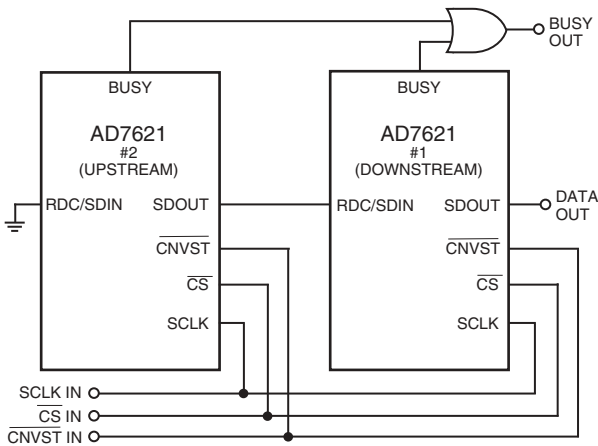 BUSY
OUT
BUSY
AD7621
#2
(UPSTREAM)
RDC/SDIN
SDOUT
CNVST
CS
SCLK
BUSY
AD7621
#1
(DOWNSTREAM)
RDC/SDIN
SDOUT
CNVST
CS
SCLK
DATA
OUT
SCLK IN
CS IN
CNVST IN